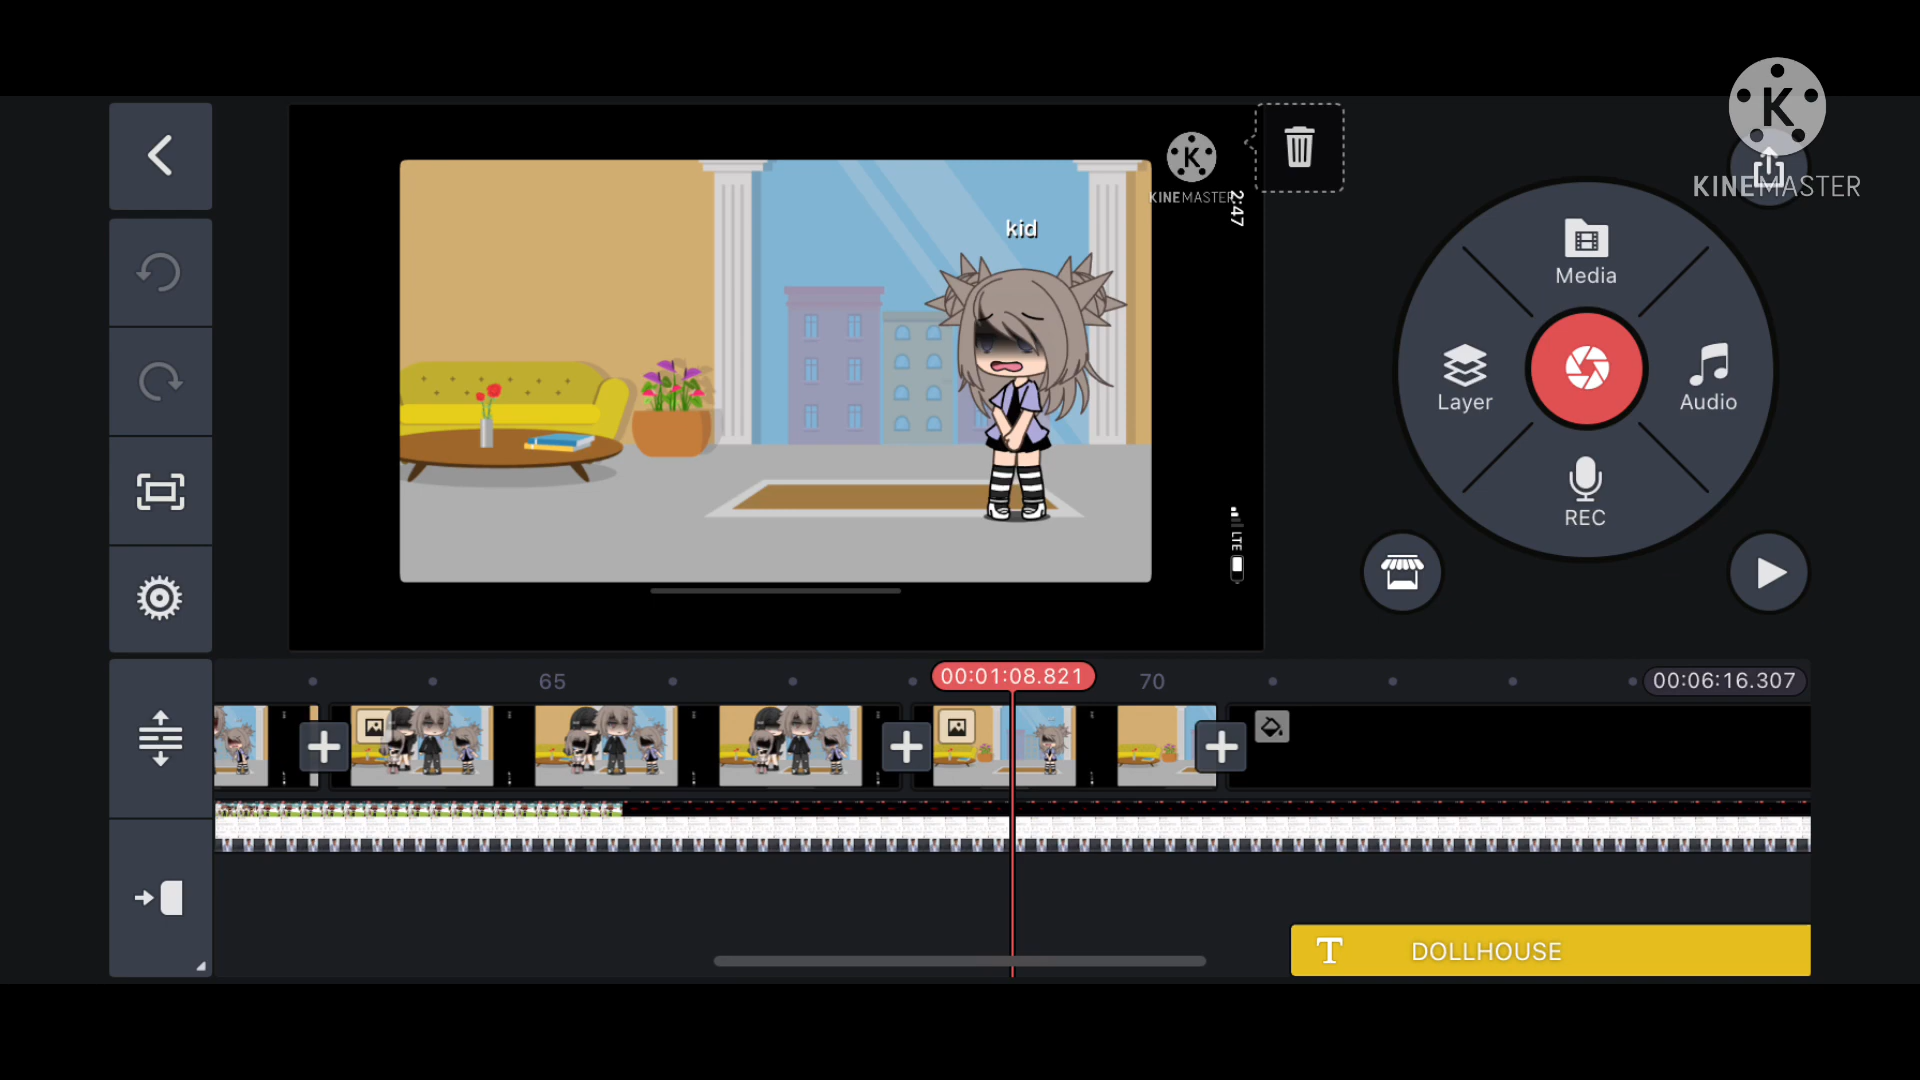 KINEMASTER
KINEMASTER
2:47
kid
LTE
Media
Layer
Audio
REC
65
00:01:08.821
70
00:06:16.307
T DOLLHOUSE